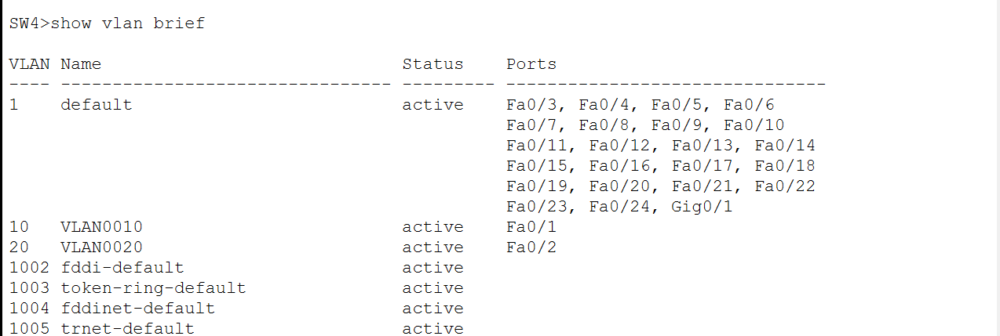 SW4>show vlan brief
VLAN Name                             Status    Ports
---- -------------------------------- --------- -------------------------------
1    default                          active    Fa0/3, Fa0/4, Fa0/5, Fa0/6
                                                Fa0/7, Fa0/8, Fa0/9, Fa0/10
                                                Fa0/11, Fa0/12, Fa0/13, Fa0/14
                                                Fa0/15, Fa0/16, Fa0/17, Fa0/18
                                                Fa0/19, Fa0/20, Fa0/21, Fa0/22
                                                Fa0/23, Fa0/24, Gig0/1
10   VLAN0010                         active    Fa0/1
20   VLAN0020                         active    Fa0/2
1002 fddi-default                     active
1003 token-ring-default               active
1004 fddinet-default                  active
1005 trnet-default                    active